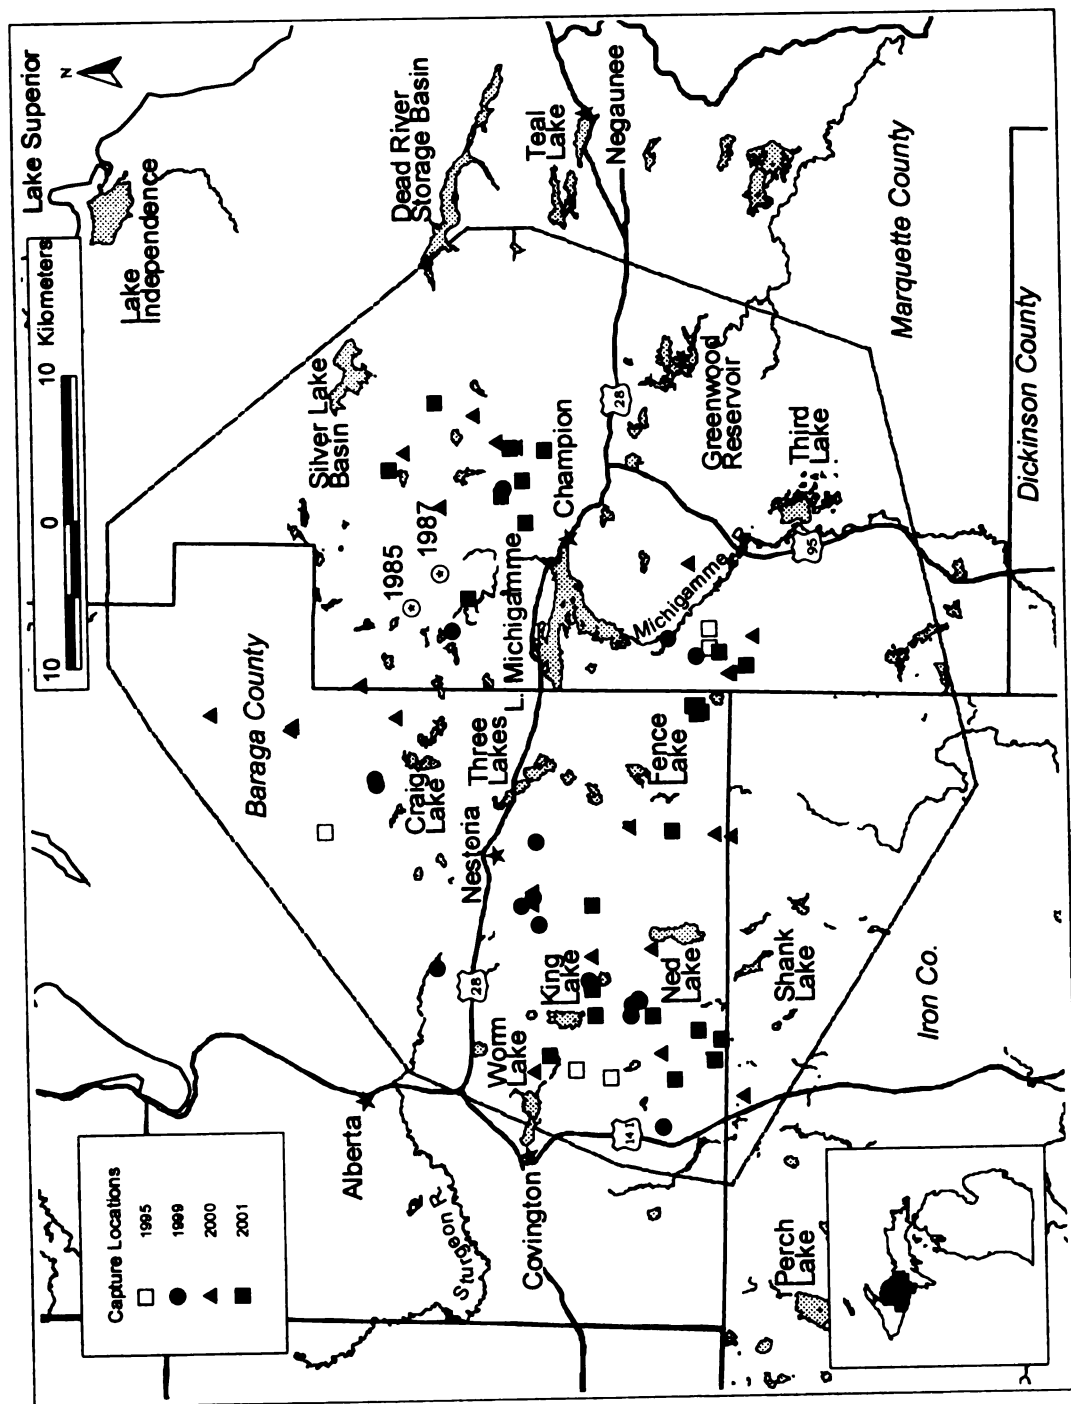 Capture Locations
1995
1999
2000
2001
10
0
10 Kilometers
N
Lake Superior
Lake
Independence
Baraga County
Silver Lake
Basin
Dead River
Storage Basin
Alberta
Sturgeon R.
1985
1987
Craig
Lake
Nestoria
Three
Lakes
L. Michigamme
Champion
Teal
Lake
Negaunee
28
28
Covington
Worm
Lake
King
Lake
141
Ned
Lake
Fence
Lake
Michigamme
Greenwood
Reservoir
95
Third
Lake
Perch
Lake
Shank
Lake
Iron Co.
Marquette County
Dickinson County